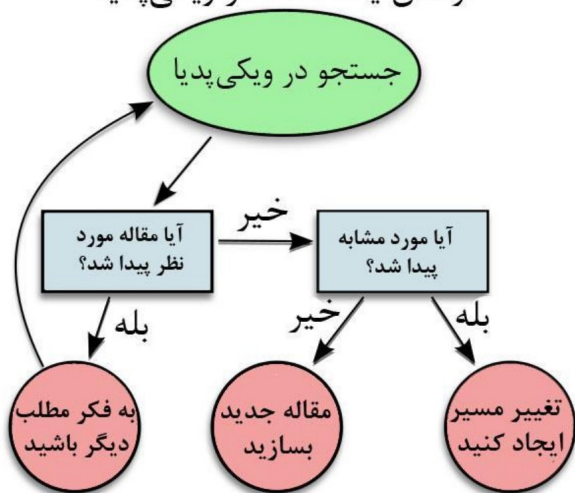 جستجو در ویکی‌پدیا
خیر
آیا مقاله مورد
نظر پیدا شد؟
آیا مورد مشابه
پیدا شد؟
بله
خیر
بله
به فکر مطلب
دیگر باشید
مقاله جدید
بسازید
تغییر مسیر
ایجاد کنید